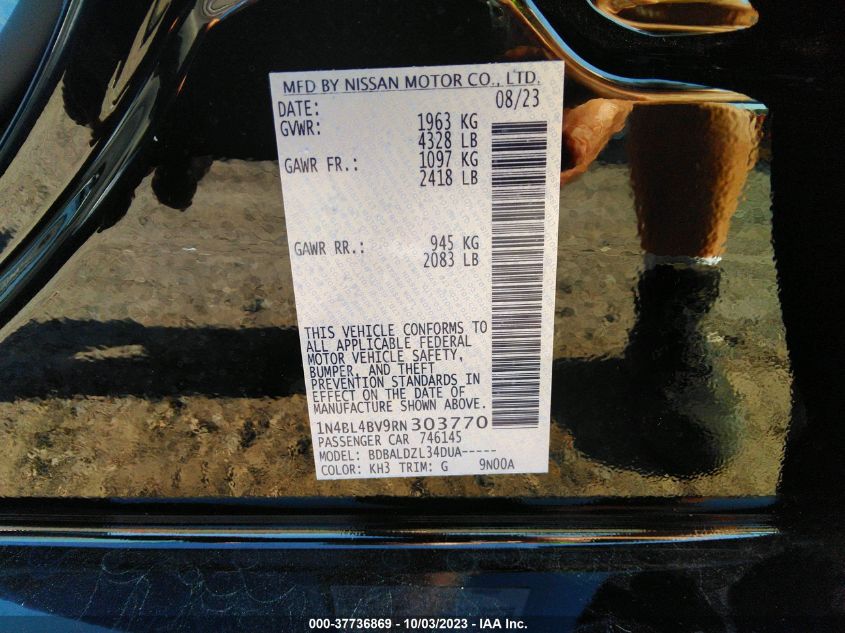 MFD BY NISSAN MOTOR CO., LTD.
DATE: 08/23
GVWR: 1963 KG
4328 LB
GAWR FR.: 1097 KG
2418 LB
GAWR RR.: 945 KG
2083 LB
THIS VEHICLE CONFORMS TO
ALL APPLICABLE FEDERAL
MOTOR VEHICLE SAFETY,
BUMPER, AND THEFT
PREVENTION STANDARDS IN
EFFECT ON THE DATE OF
MANUFACTURE SHOWN ABOVE.
1N4BL4BV9RN303770
PASSENGER CAR 746145
MODEL: BDBALDZL34DUA-----
COLOR: KH3 TRIM: G 9N00A
000-37736869 - 10/03/2023 - IAA Inc.